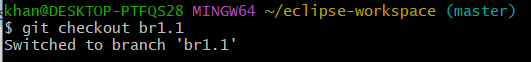 khan@DESKTOP-PTFQS28 MINGW64 ~/eclipse-workspace (master)
$ git checkout br1.1
Switched to branch 'br1.1'